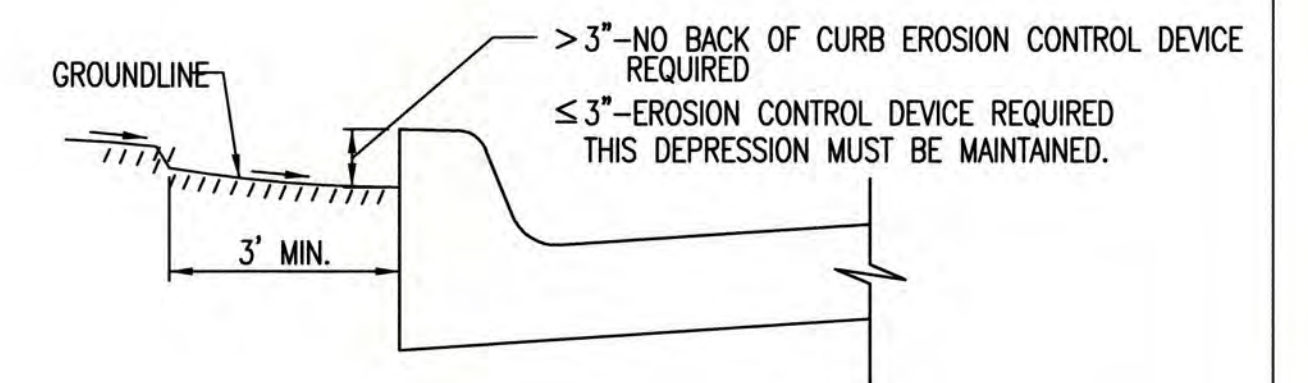 >3"-NO BACK OF CURB EROSION CONTROL DEVICE
REQUIRED
GROUNDLINE
≤3"-EROSION CONTROL DEVICE REQUIRED
THIS DEPRESSION MUST BE MAINTAINED.
3' MIN.